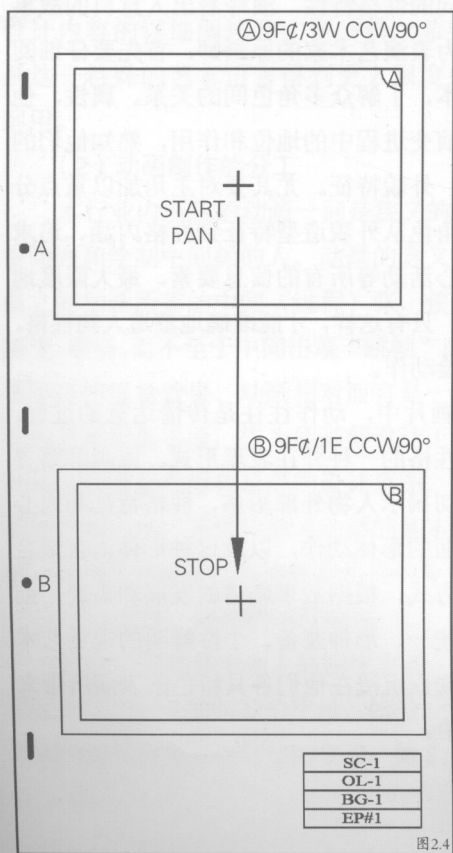 Ⓐ9F₵/3W CCW90°
A
START
PAN
A
Ⓑ9F₵/1E CCW90°
B
STOP
B
SC-1
OL-1
BG-1
EP#1
图2.4